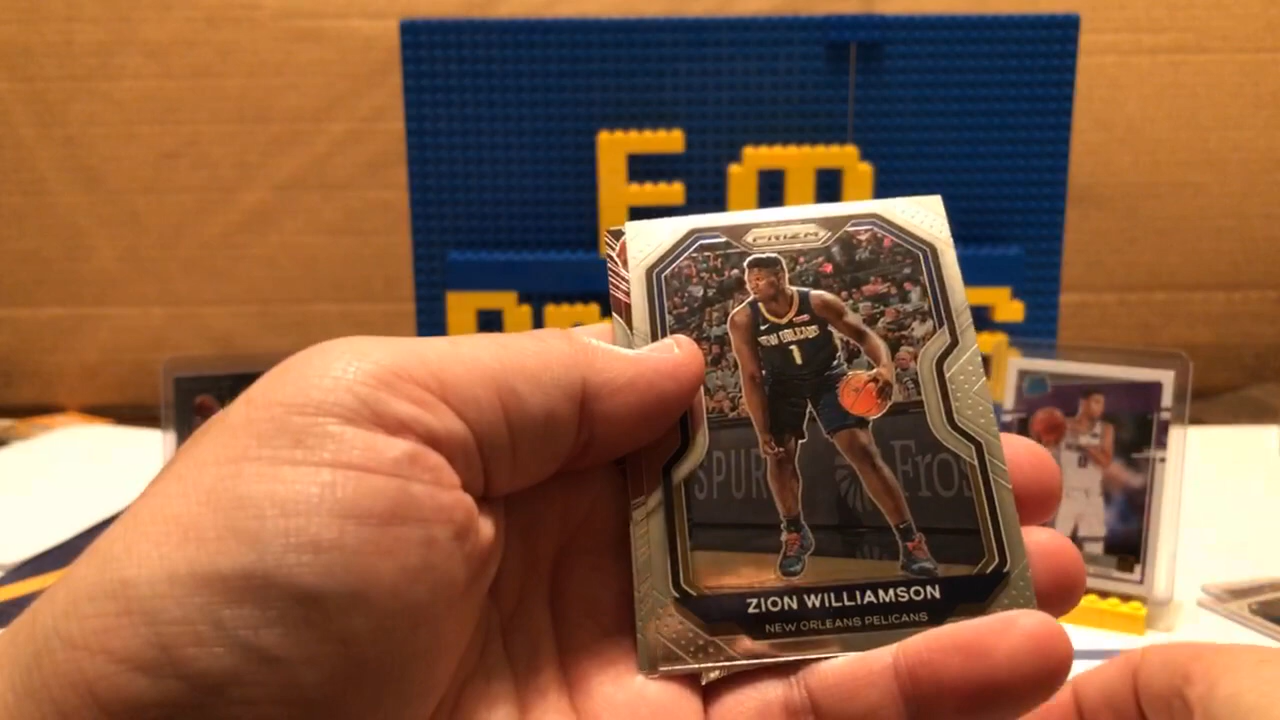 F m
PRIZM
NEW ORLEANS
1
SPUR
Fros
ZION WILLIAMSON
NEW ORLEANS PELICANS